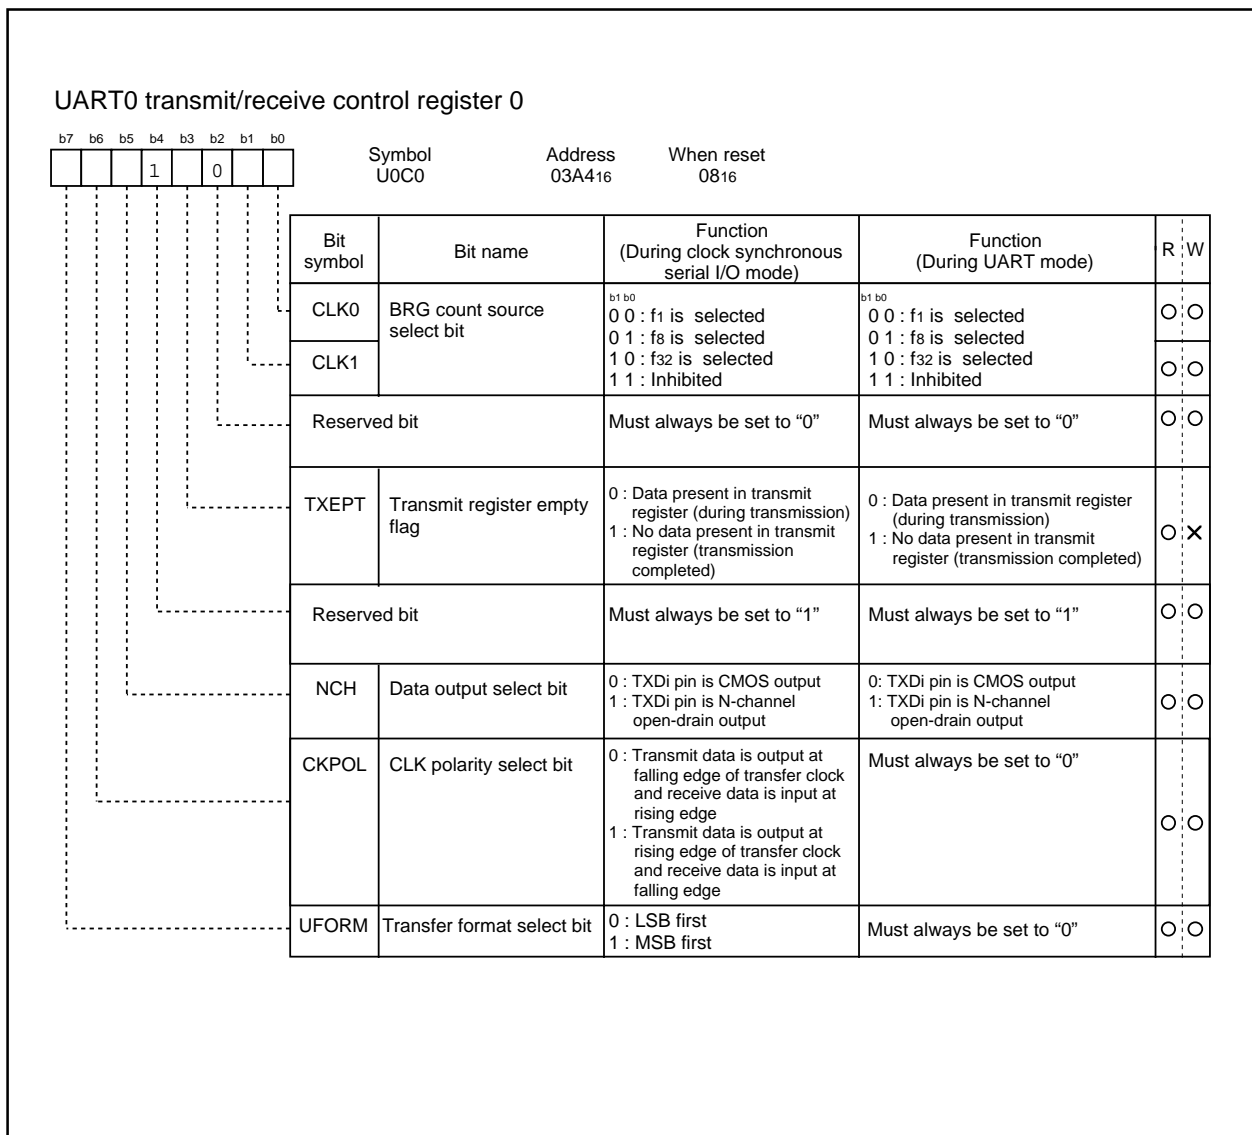 UART0 transmit/receive control register 0
b7 b6 b5 b4 b3 b2 b1 b0
1 0
Symbol Address When reset
U0C0 03A416 0816
Bit symbol
Bit name
Function
(During clock synchronous
serial I/O mode)
Function
(During UART mode)
R W
CLK0
CLK1
BRG count source
select bit
b1 b0
0 0 : f1 is selected
0 1 : f8 is selected
1 0 : f32 is selected
1 1 : Inhibited
b1 b0
0 0 : f1 is selected
0 1 : f8 is selected
1 0 : f32 is selected
1 1 : Inhibited
Reserved bit
Must always be set to “0”
Must always be set to “0”
TXEPT
Transmit register empty
flag
0 : Data present in transmit
register (during transmission)
1 : No data present in transmit
register (transmission
completed)
0 : Data present in transmit register
(during transmission)
1 : No data present in transmit
register (transmission completed)
Reserved bit
Must always be set to “1”
Must always be set to “1”
NCH
Data output select bit
0 : TXDi pin is CMOS output
1 : TXDi pin is N-channel
open-drain output
0: TXDi pin is CMOS output
1: TXDi pin is N-channel
open-drain output
CKPOL
CLK polarity select bit
0 : Transmit data is output at
falling edge of transfer clock
and receive data is input at
rising edge
1 : Transmit data is output at
rising edge of transfer clock
and receive data is input at
falling edge
Must always be set to “0”
UFORM
Transfer format select bit
0 : LSB first
1 : MSB first
Must always be set to “0”